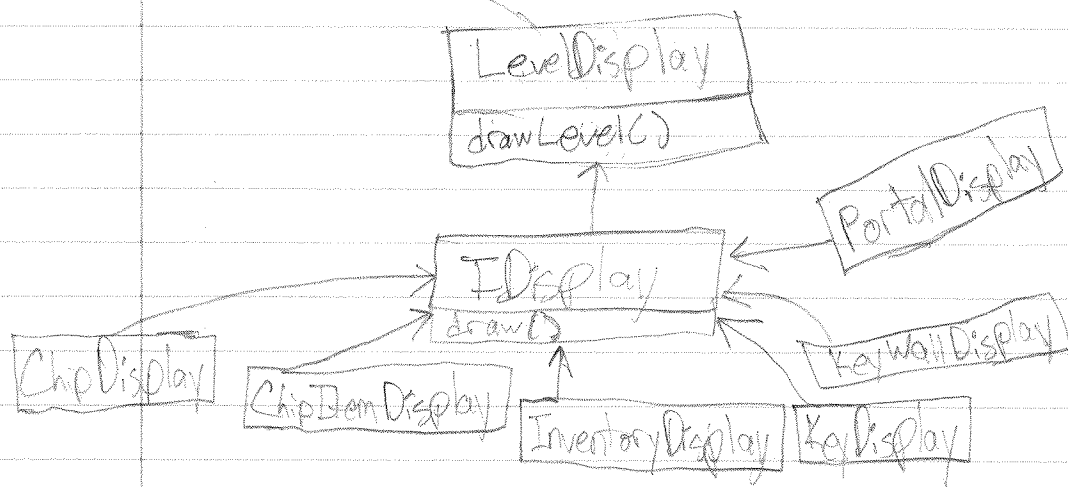 LevelDisplay
drawLevel()
PortalDisplay
IDisplay
draw()
KeyWallDisplay
ChipDisplay
ChipItemDisplay
InventoryDisplay
KeyDisplay